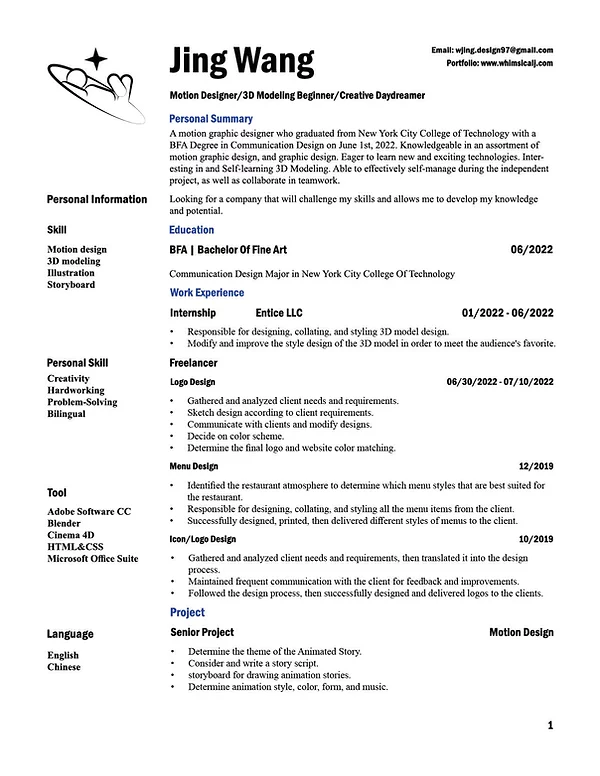 Jing Wang
Email: wjing.design97@gmail.com
Portfolio: www.whimsicalj.com
Motion Designer/3D Modeling Beginner/Creative Daydreamer
Personal Summary
A motion graphic designer who graduated from New York City College of Technology with a
BFA Degree in Communication Design on June 1st, 2022. Knowledgeable in an assortment of
motion graphic design, and graphic design. Eager to learn new and exciting technologies. Inter-
esting in and Self-learning 3D Modeling. Able to effectively self-manage during the independent
project, as well as collaborate in teamwork.
Looking for a company that will challenge my skills and allows me to develop my knowledge
and potential.
Personal Information
Skill
Motion design
3D modeling
Illustration
Storyboard
Personal Skill
Creativity
Hardworking
Problem-Solving
Bilingual
Tool
Adobe Software CC
Blender
Cinema 4D
HTML&CSS
Microsoft Office Suite
Language
English
Chinese
Education
BFA | Bachelor Of Fine Art 06/2022
Communication Design Major in New York City College Of Technology
Work Experience
Internship Entice LLC 01/2022 - 06/2022
• Responsible for designing, collating, and styling 3D model design.
• Modify and improve the style design of the 3D model in order to meet the audience's favorite.
Freelancer
Logo Design 06/30/2022 - 07/10/2022
• Gathered and analyzed client needs and requirements.
• Sketch design according to client requirements.
• Communicate with clients and modify designs.
• Decide on color scheme.
• Determine the final logo and website color matching.
Menu Design 12/2019
• Identified the restaurant atmosphere to determine which menu styles that are best suited for
the restaurant.
• Responsible for designing, collating, and styling all the menu items from the client.
• Successfully designed, printed, then delivered different styles of menus to the client.
Icon/Logo Design 10/2019
• Gathered and analyzed client needs and requirements, then translated it into the design
process.
• Maintained frequent communication with the client for feedback and improvements.
• Followed the design process, then successfully designed and delivered logos to the clients.
Project
Senior Project Motion Design
• Determine the theme of the Animated Story.
• Consider and write a story script.
• storyboard for drawing animation stories.
• Determine animation style, color, form, and music.
1